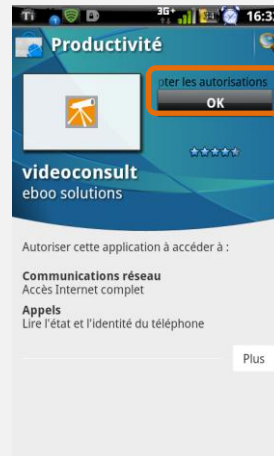 3G+
16:3
Productivité
pter les autorisations
OK
videoconsult
eboo solutions
Autoriser cette application à accéder à :
Communications réseau
Accès Internet complet
Appels
Lire l'état et l'identité du téléphone
Plus